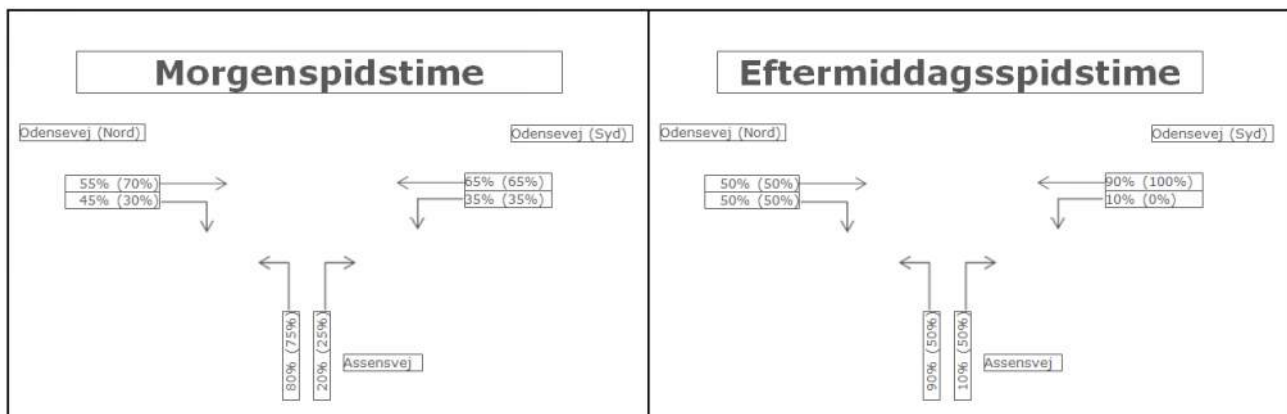 Morgenspidstime
Odensevej (Nord)
Odensevej (Syd)
55% (70%)
45% (30%)
65% (65%)
35% (35%)
80% (75%)
20% (25%)
Assensvej
Eftermiddagsspidstime
Odensevej (Nord)
Odensevej (Syd)
50% (50%)
50% (50%)
90% (100%)
10% (0%)
90% (50%)
10% (50%)
Assensvej